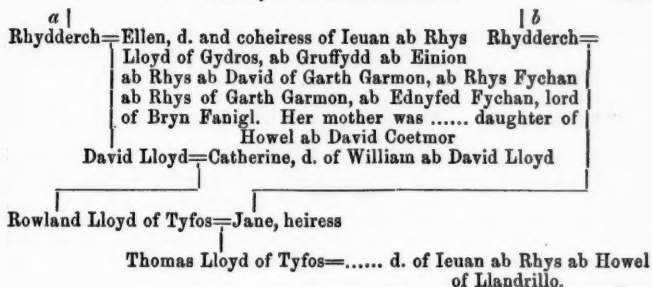 a b
Rhydderch=Ellen, d. and coheiress of Ieuan ab Rhys Rhydderch=
Lloyd of Gydros, ab Gruffydd ab Einion
ab Rhys ab David of Garth Garmon, ab Rhys Fychan
ab Rhys of Garth Garmon, ab Ednyfed Fychan, lord
of Bryn Fanigl. Her mother was ...... daughter of
Howel ab David Coetmor
David Lloyd=Catherine, d. of William ab David Lloyd
Rowland Lloyd of Tyfos=Jane, heiress
Thomas Lloyd of Tyfos=...... d. of Ieuan ab Rhys ab Howel
of Llandrillo.